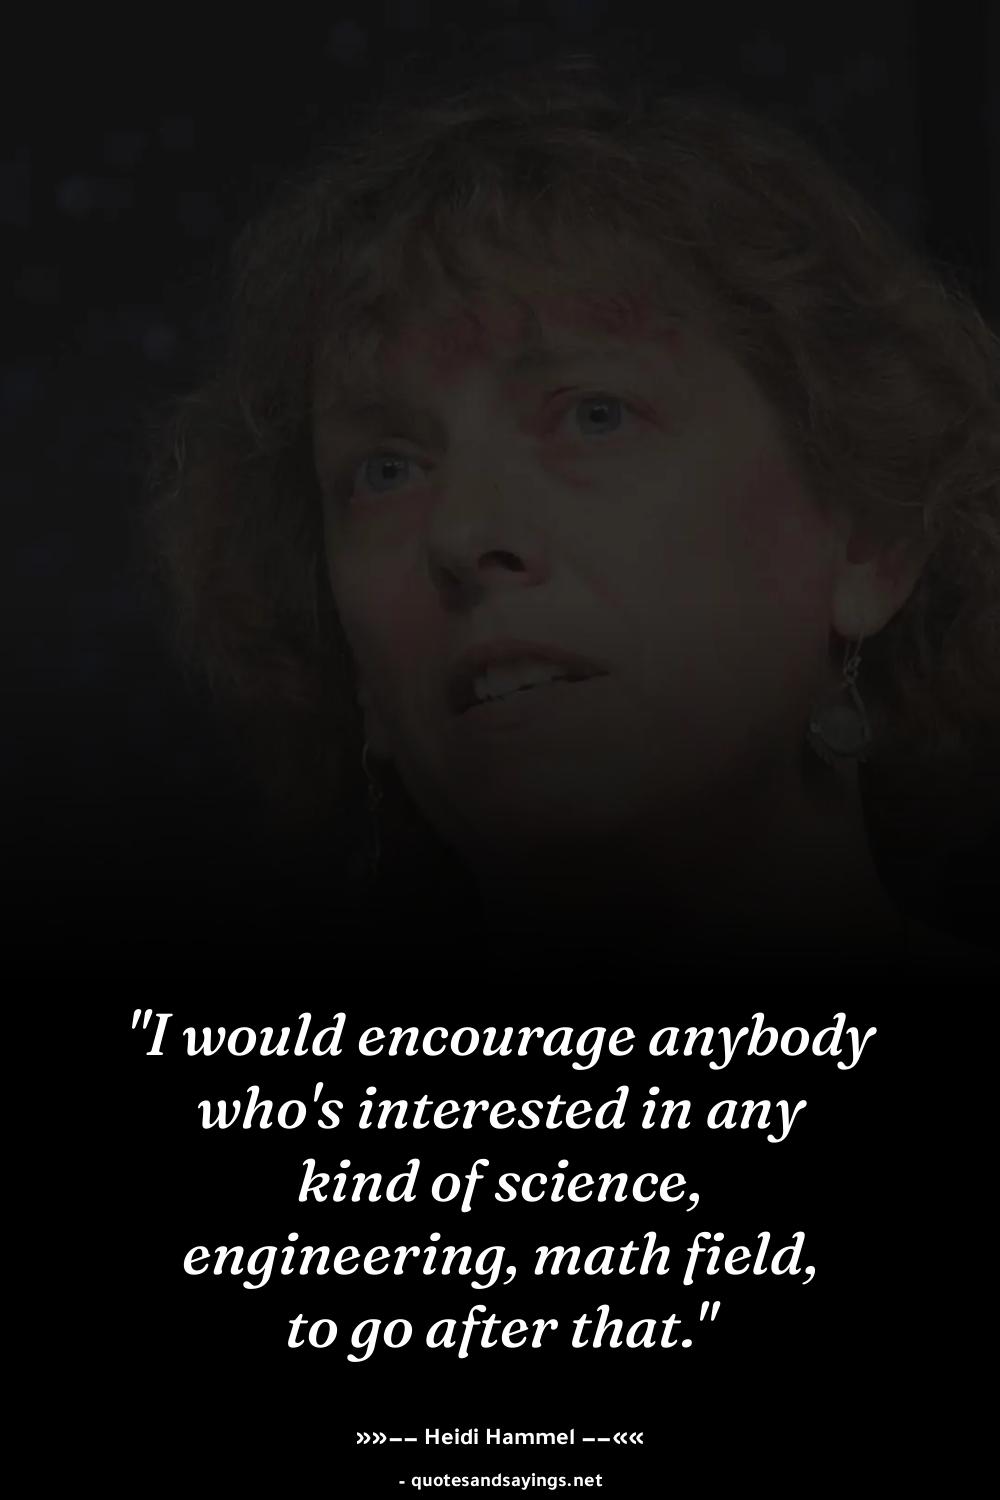 "I would encourage anybody
who's interested in any
kind of science,
engineering, math field,
to go after that."
»»−− Heidi Hammel −−««
- quotesandsayings.net